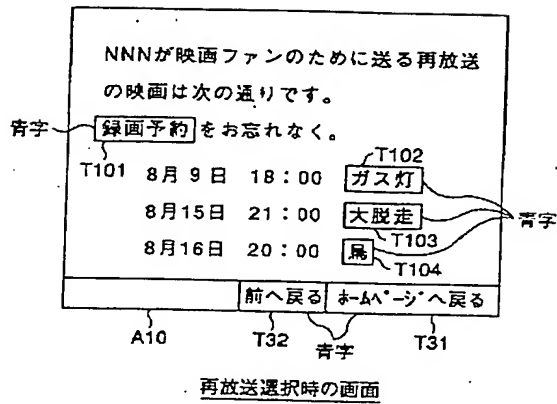 NNNが映画ファンのために送る再放送
の映画は次の通りです。
青字 録画予約 をお忘れなく。
T101
T102
8月 9日 18:00 ガス灯
8月15日 21:00 大脱走 青字
T103
8月16日 20:00 鳥
T104
前へ戻る ホームページへ戻る
A10 T32 青字 T31
再放送選択時の画面